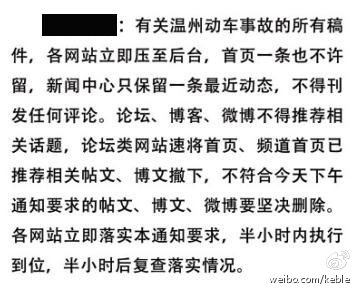 ：有关温州动车事故的所有稿
件，各网站立即压至后台，首页一条也不许
留，新闻中心只保留一条最近动态，不得刊
发任何评论。论坛、博客、微博不得推荐相
关话题，论坛类网站速将首页、频道首页已
推荐相关帖文、博文撤下，不符合今天下午
通知要求的帖文、博文、微博要坚决删除。
各网站立即落实本通知要求，半小时内执行
到位，半小时后复查落实情况。
weibo.com/keble